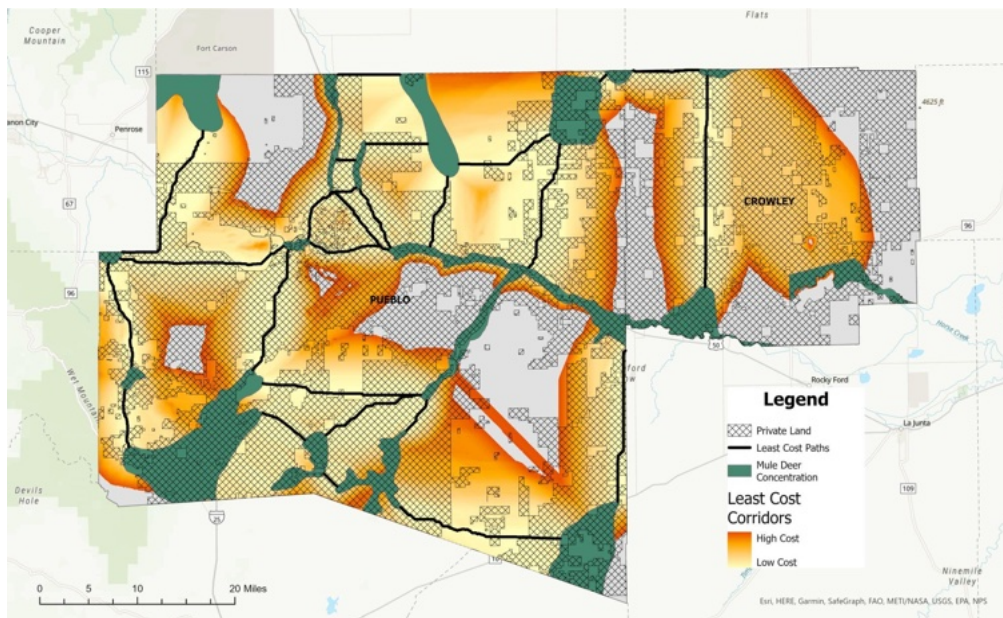 Cooper
Mountain
Flats
Fort Carson
115
4625 ft
anon City
Penrose
67
CROWLEY
96
96
PUEBLO
Wet Mountain
Horse Creek
50
ford
Rocky Ford
Legend
Private Land
Least Cost Paths
Mule Deer
Concentration
Least Cost
Corridors
High Cost
Low Cost
La Junta
109
Devils
Hole
25
10
Ninemile
Valley
0 5 10 20 Miles
Esri, HERE, Garmin, SafeGraph, FAO, METI/NASA, USGS, EPA, NPS